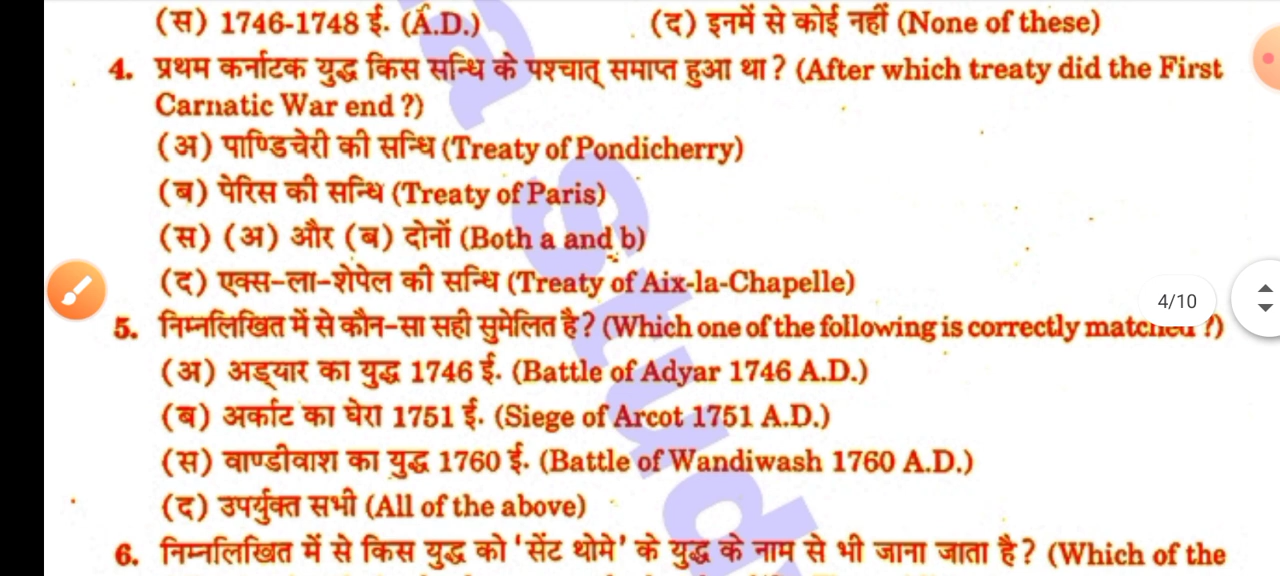 (स) 1746-1748 ई. (A.D.) (द) इनमें से कोई नहीं (None of these)
4. प्रथम कर्नाटक युद्ध किस सन्धि के पश्चात् समाप्त हुआ था? (After which treaty did the First
Carnatic War end ?)
(अ) पाण्डिचेरी की सन्धि (Treaty of Pondicherry)
(ब) पेरिस की सन्धि (Treaty of Paris)
(स) (अ) और (ब) दोनों (Both a and b)
(द) एक्स-ला-शेपेल की सन्धि (Treaty of Aix-la-Chapelle)
4/10
5. निम्नलिखित में से कौन-सा सही सुमेलित है? (Which one of the following is correctly matched ?)
(अ) अड्यार का युद्ध 1746 ई. (Battle of Adyar 1746 A.D.)
(ब) अर्काट का घेरा 1751 ई. (Siege of Arcot 1751 A.D.)
(स) वाण्डीवाश का युद्ध 1760 ई. (Battle of Wandiwash 1760 A.D.)
(द) उपर्युक्त सभी (All of the above)
6. निम्नलिखित में से किस युद्ध को 'सेंट थोमे' के युद्ध के नाम से भी जाना जाता है? (Which of the